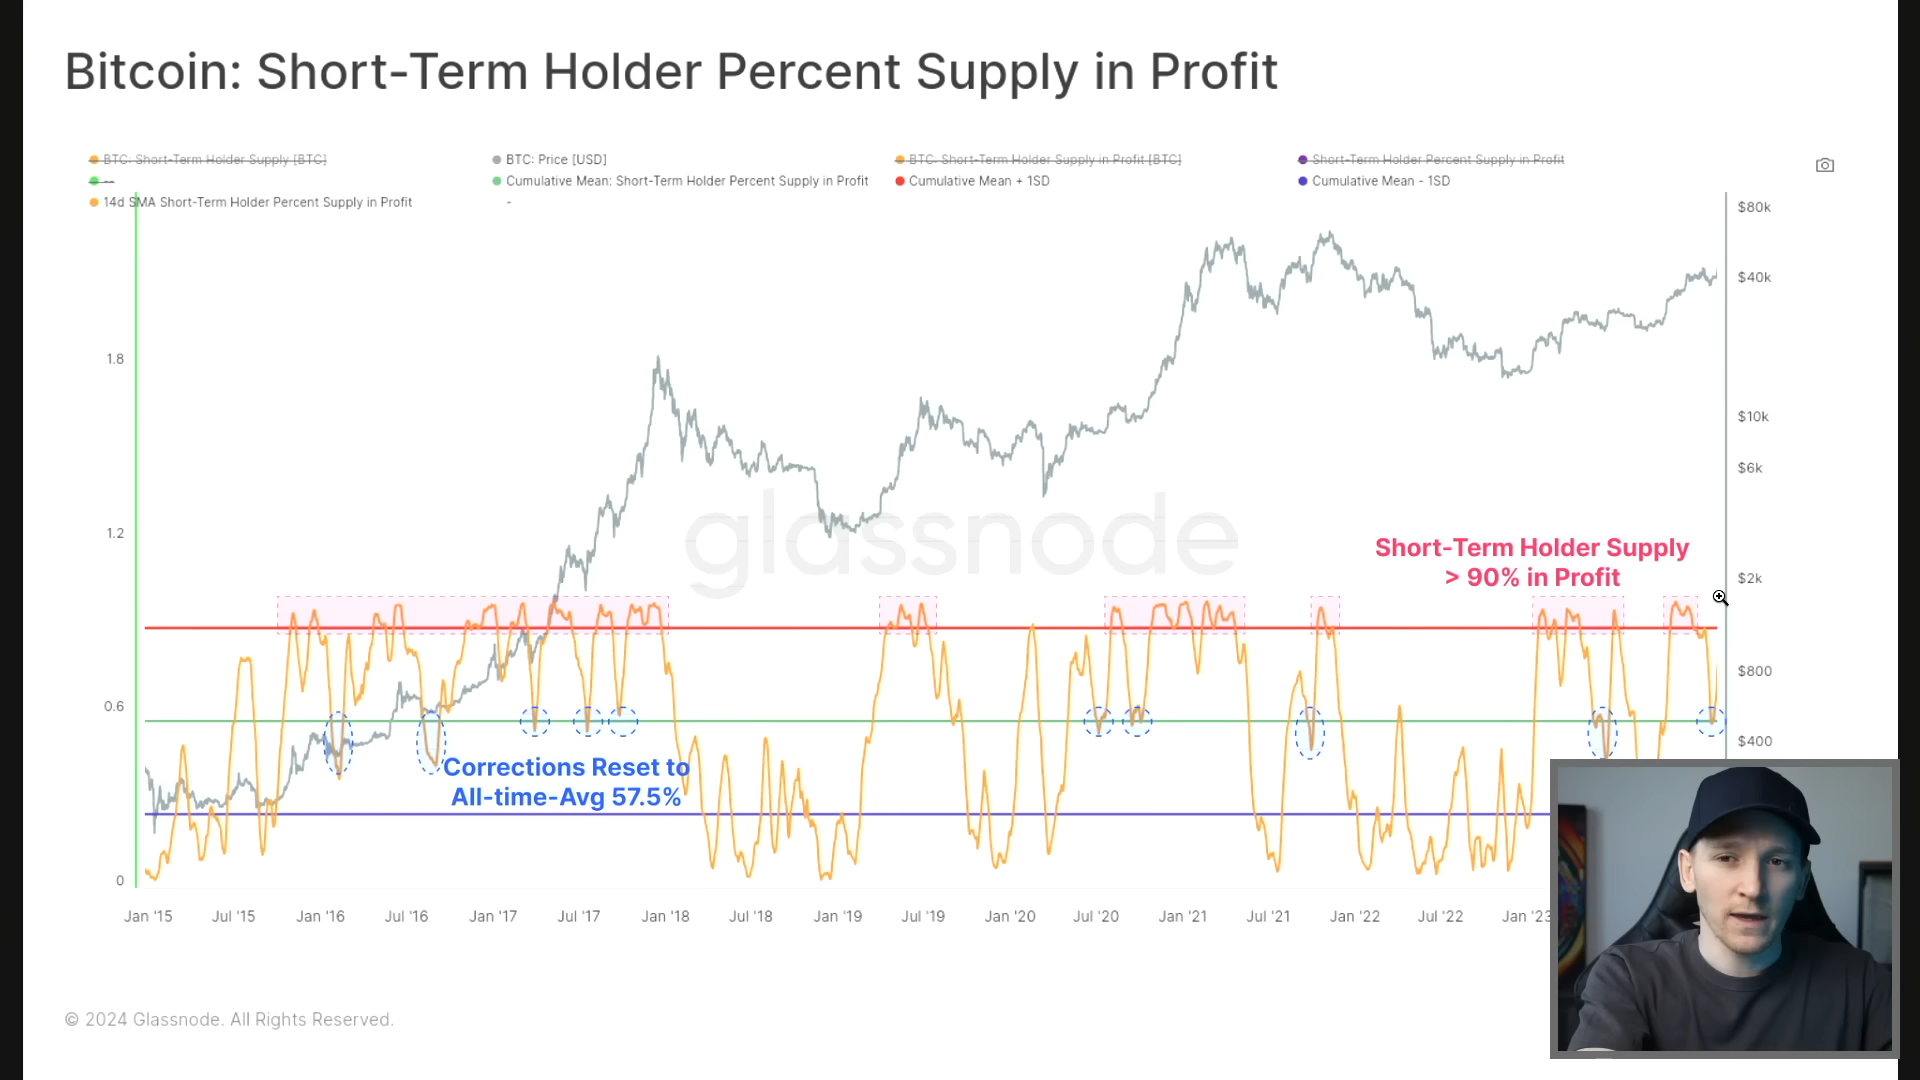 Bitcoin: Short-Term Holder Percent Supply in Profit
BTC: Short-Term Holder Supply [BTC]
BTC: Price [USD]
BTC: Short-Term Holder Supply in Profit [BTC]
Short-Term Holder Percent Supply in Profit
--
Cumulative Mean: Short-Term Holder Percent Supply in Profit
Cumulative Mean + 1SD
Cumulative Mean - 1SD
14d SMA Short-Term Holder Percent Supply in Profit
-
$80k
$40k
1.8
$10k
$6k
1.2
glassnode
Short-Term Holder Supply
> 90% in Profit
$2k
$800
0.6
$400
Corrections Reset to
All-time-Avg 57.5%
0
Jan '15 Jul '15 Jan '16 Jul '16 Jan '17 Jul '17 Jan '18 Jul '18 Jan '19 Jul '19 Jan '20 Jul '20 Jan '21 Jul '21 Jan '22 Jul '22 Jan '23
© 2024 Glassnode. All Rights Reserved.